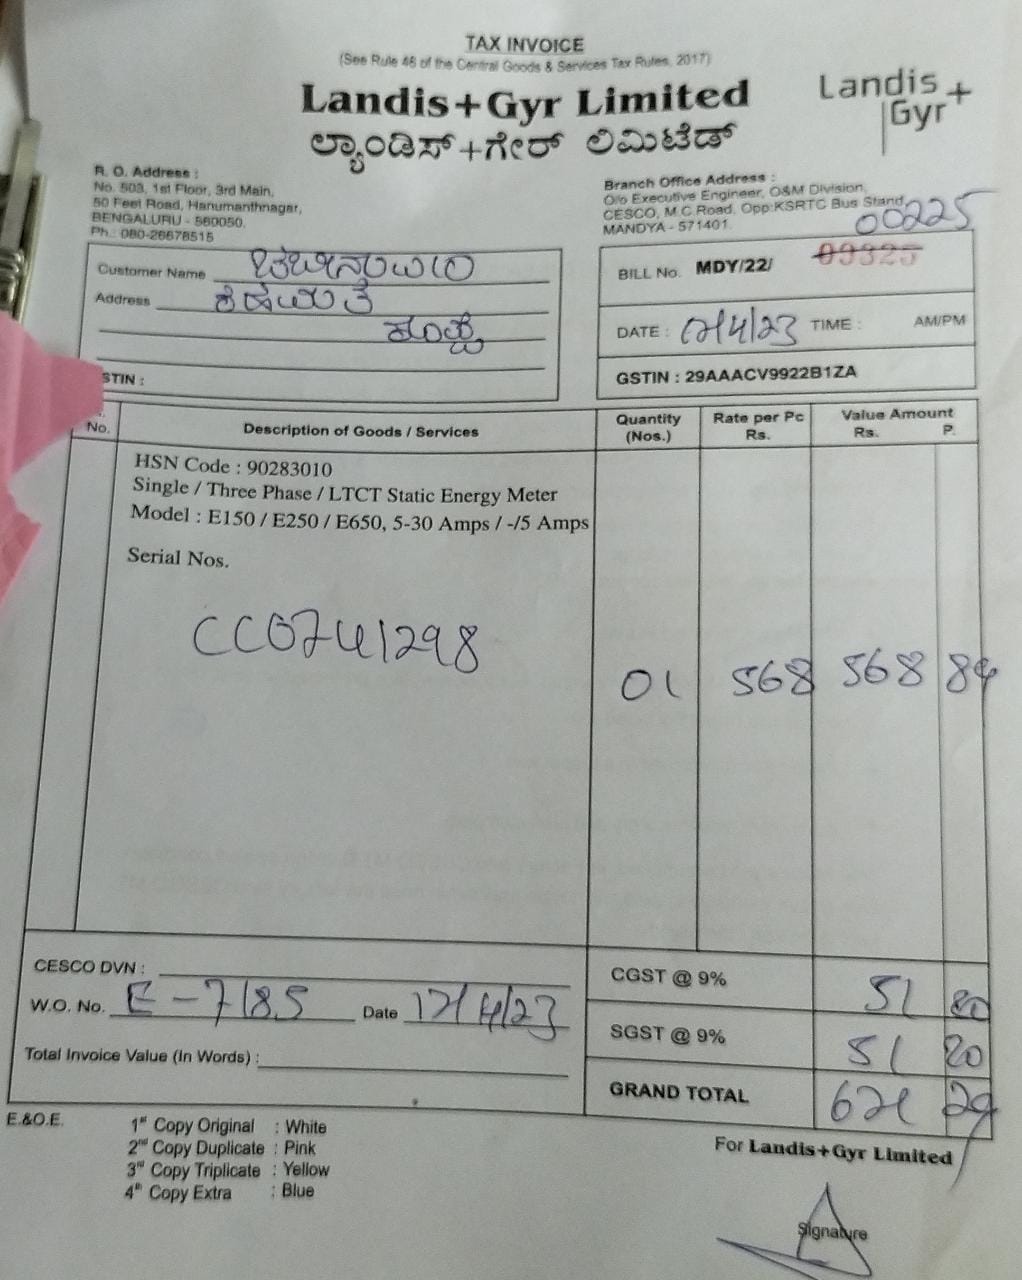 TAX INVOICE
(See Rule 46 of the Central Goods & Services Tax Rules, 2017)
Landis+Gyr Limited
ಲ್ಯಾಂಡಿಸ್+ಗೇರ್ ಲಿಮಿಟೆಡ್
Landis+
Gyr
R. O. Address :
No. 503, 1st Floor, 3rd Main,
50 Feet Road, Hanumanthnagar,
BENGALURU - 560050.
Ph.: 080-26678515
Branch Office Address :
O/o Executive Engineer, O&M Division,
CESCO, M.C.Road, Opp:KSRTC Bus Stand,
MANDYA - 571401.
00225
Customer Name
Address
STIN :
BILL No. MDY/22/ 09325
DATE : TIME : AM/PM
GSTIN : 29AAACV9922B1ZA
No. Description of Goods / Services Quantity (Nos.) Rate per Pc Rs. Value Amount Rs. P.
HSN Code : 90283010
Single / Three Phase / LTCT Static Energy Meter
Model : E150 / E250 / E650, 5-30 Amps / -/5 Amps
Serial Nos.
CC0741298 01 568 568 84
CESCO DVN :
W.O. No. E-7185 Date 17/4/23
Total Invoice Value (In Words) :
CGST @ 9% 51 20
SGST @ 9% 51 20
GRAND TOTAL
E.&O.E.
1st Copy Original : White
2nd Copy Duplicate : Pink
3rd Copy Triplicate : Yellow
4th Copy Extra : Blue
For Landis+Gyr Limited
Signature